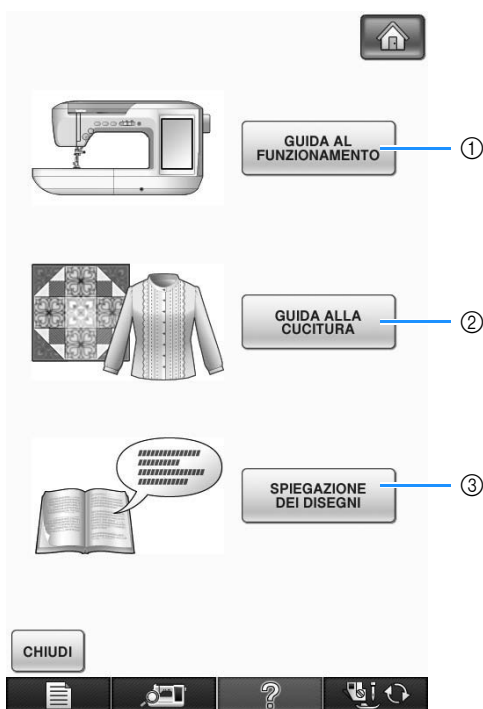 GUIDA AL
FUNZIONAMENTO
①
GUIDA ALLA
CUCITURA
②
SPIEGAZIONE
DEI DISEGNI
③
CHIUDI
?